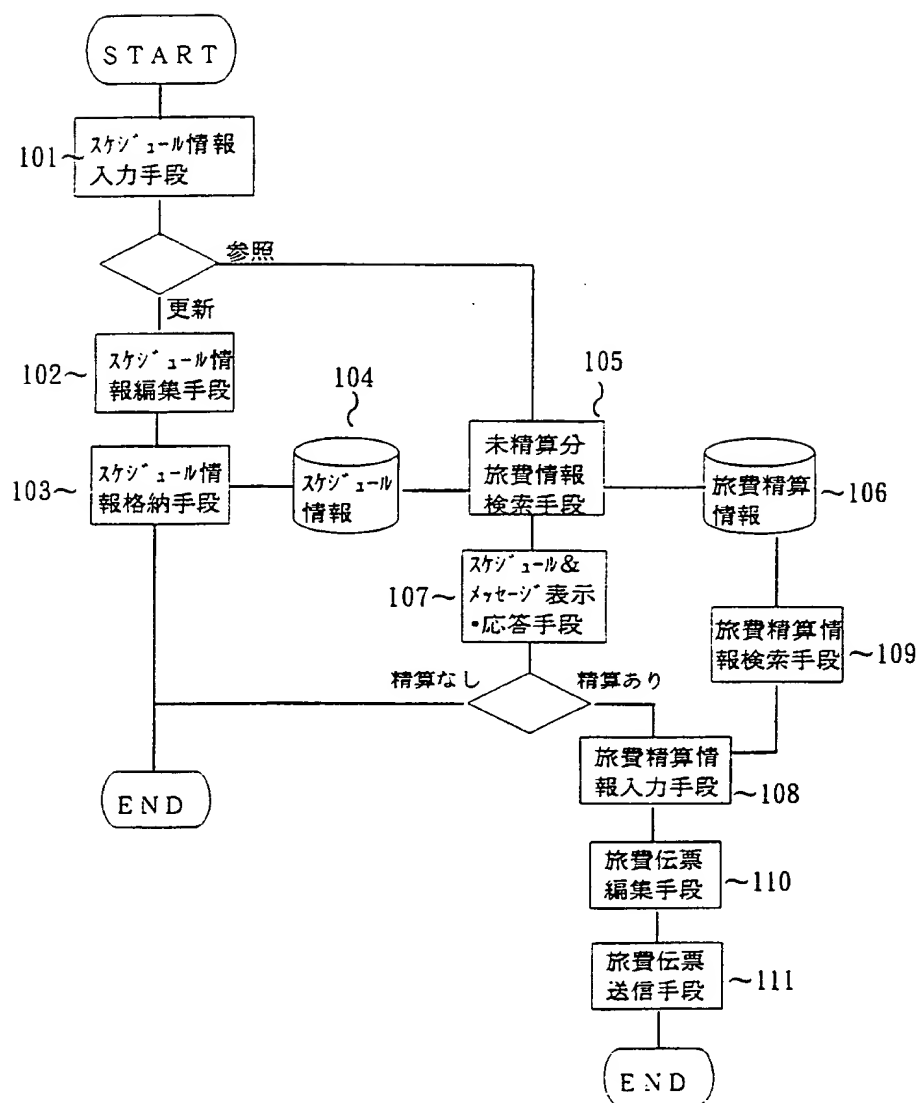 START
101
スケジュール情報
入力手段
参照
更新
102
スケジュール情
報編集手段
103
スケジュール情
報格納手段
104
スケジュール
情報
105
未精算分
旅費情報
検索手段
旅費精算
情報
106
107
スケジュール&
メッセージ表示
・応答手段
旅費精算情
報検索手段
109
精算なし
精算あり
旅費精算情
報入力手段
108
END
旅費伝票
編集手段
110
旅費伝票
送信手段
111
END